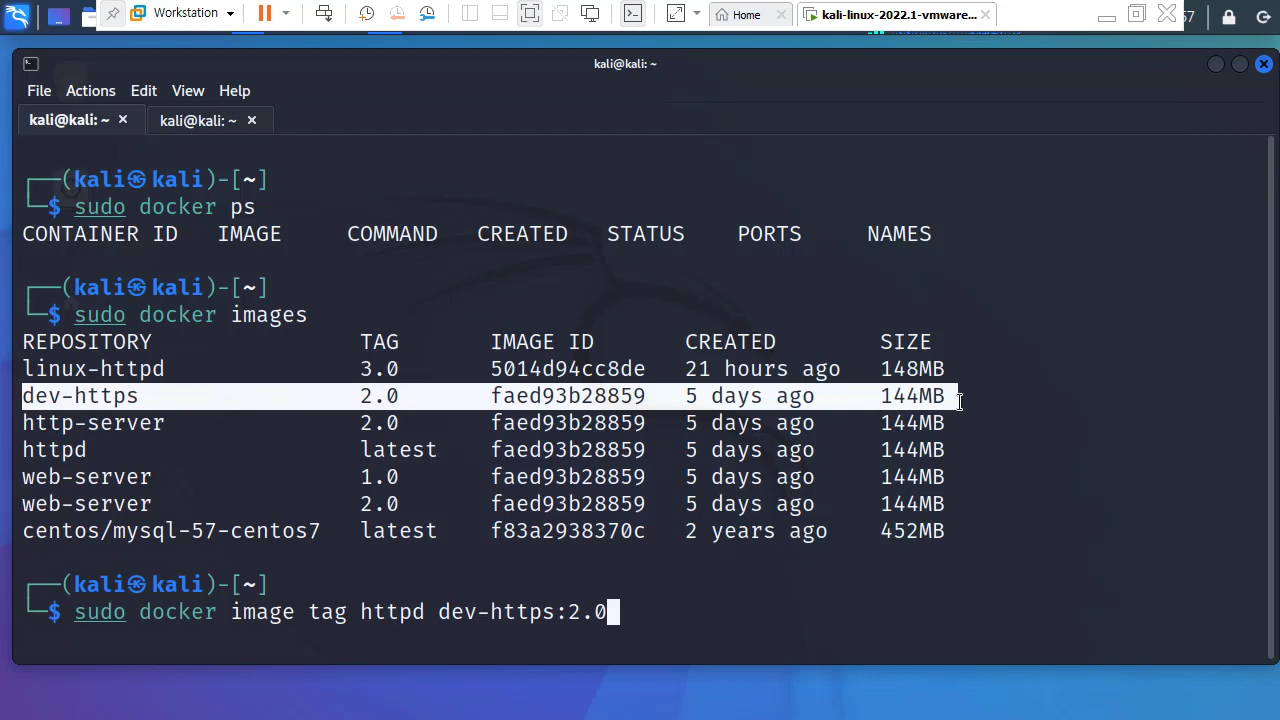 Workstation
Home
kali-linux-2022.1-vmware...
57
kali@kali: ~
File Actions Edit View Help
kali@kali: ~
kali@kali: ~
┌──(kali㉿kali)-[~]
└─$ sudo docker ps
CONTAINER ID IMAGE COMMAND CREATED STATUS PORTS NAMES
┌──(kali㉿kali)-[~]
└─$ sudo docker images
REPOSITORY TAG IMAGE ID CREATED SIZE
linux-httpd 3.0 5014d94cc8de 21 hours ago 148MB
dev-https 2.0 faed93b28859 5 days ago 144MB
http-server 2.0 faed93b28859 5 days ago 144MB
httpd latest faed93b28859 5 days ago 144MB
web-server 1.0 faed93b28859 5 days ago 144MB
web-server 2.0 faed93b28859 5 days ago 144MB
centos/mysql-57-centos7 latest f83a2938370c 2 years ago 452MB
┌──(kali㉿kali)-[~]
└─$ sudo docker image tag httpd dev-https:2.0